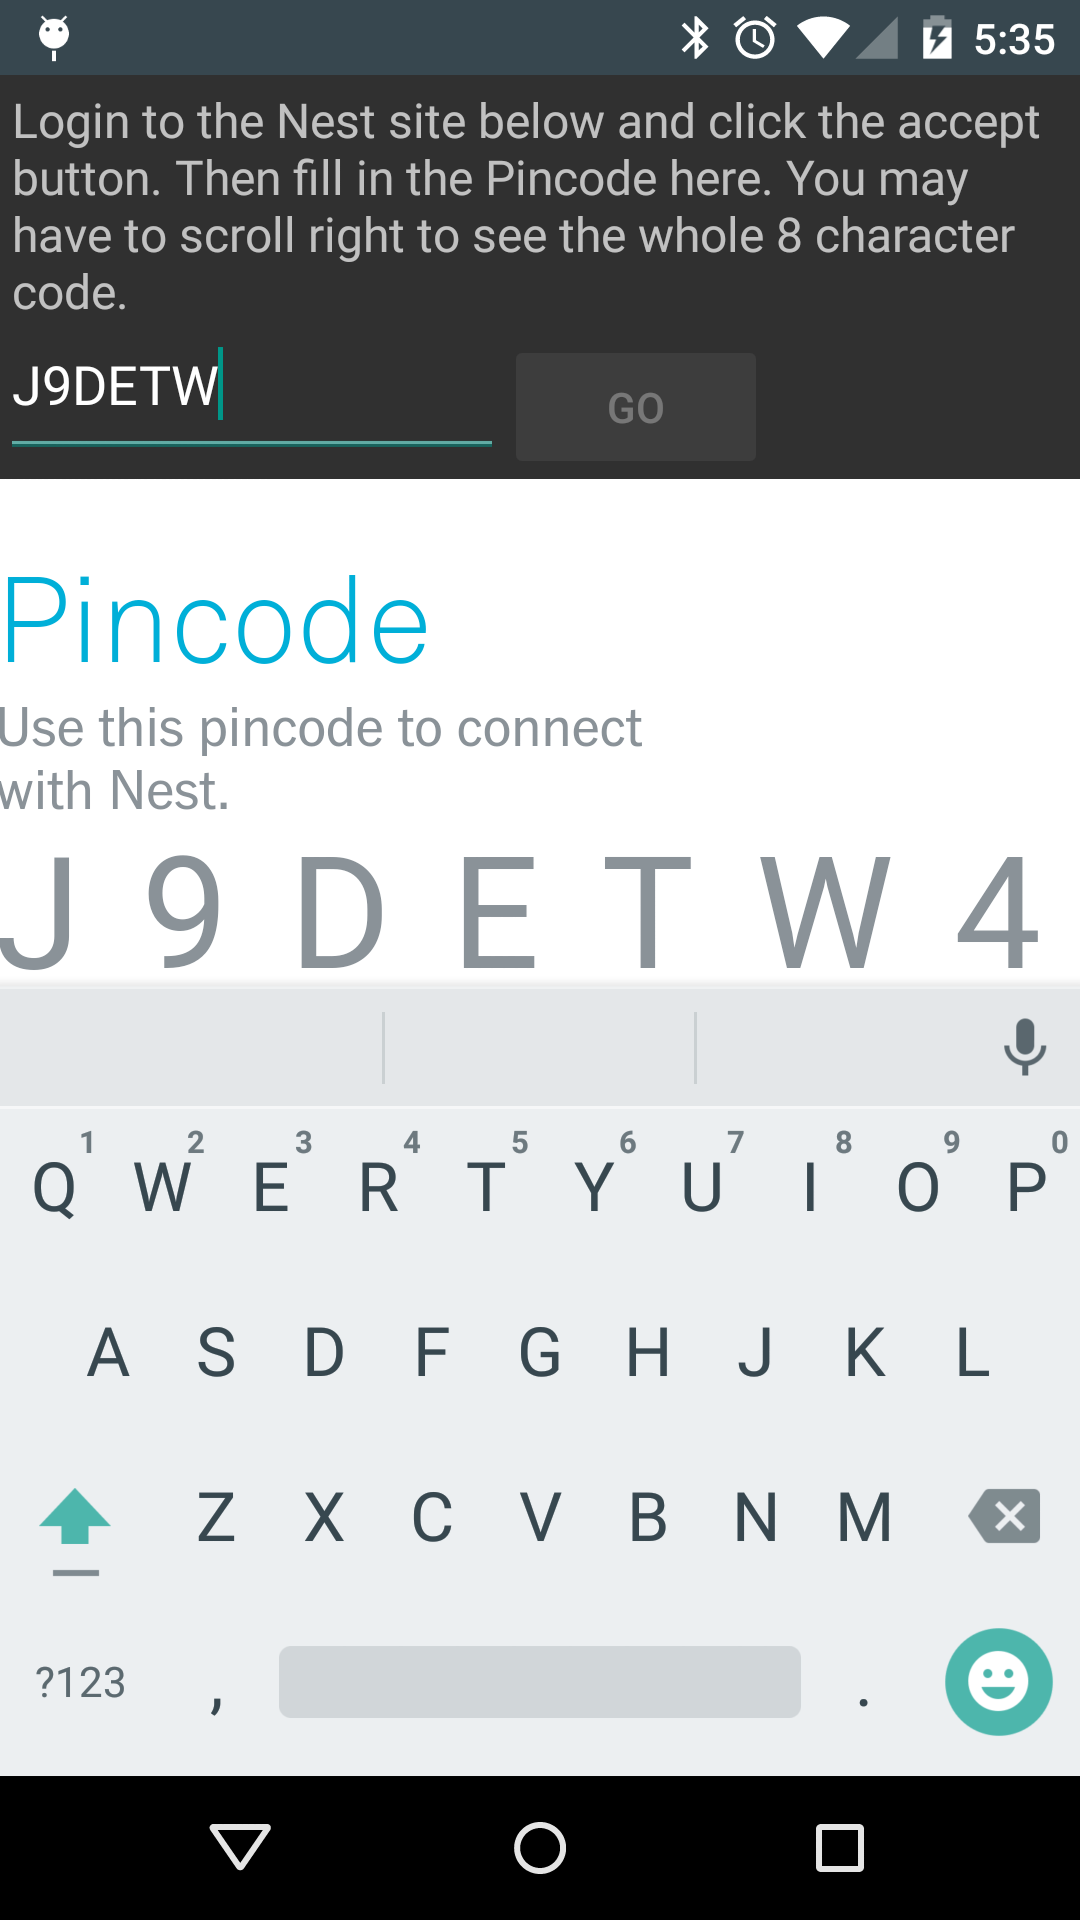 5:35
Login to the Nest site below and click the accept
button. Then fill in the Pincode here. You may
have to scroll right to see the whole 8 character
code.
J9DETW
GO
Pincode
Use this pincode to connect
with Nest.
J 9 D E T W 4
1 2 3 4 5 6 7 8 9 0
Q W E R T Y U I O P
A S D F G H J K L
Z X C V B N M
?123 , .